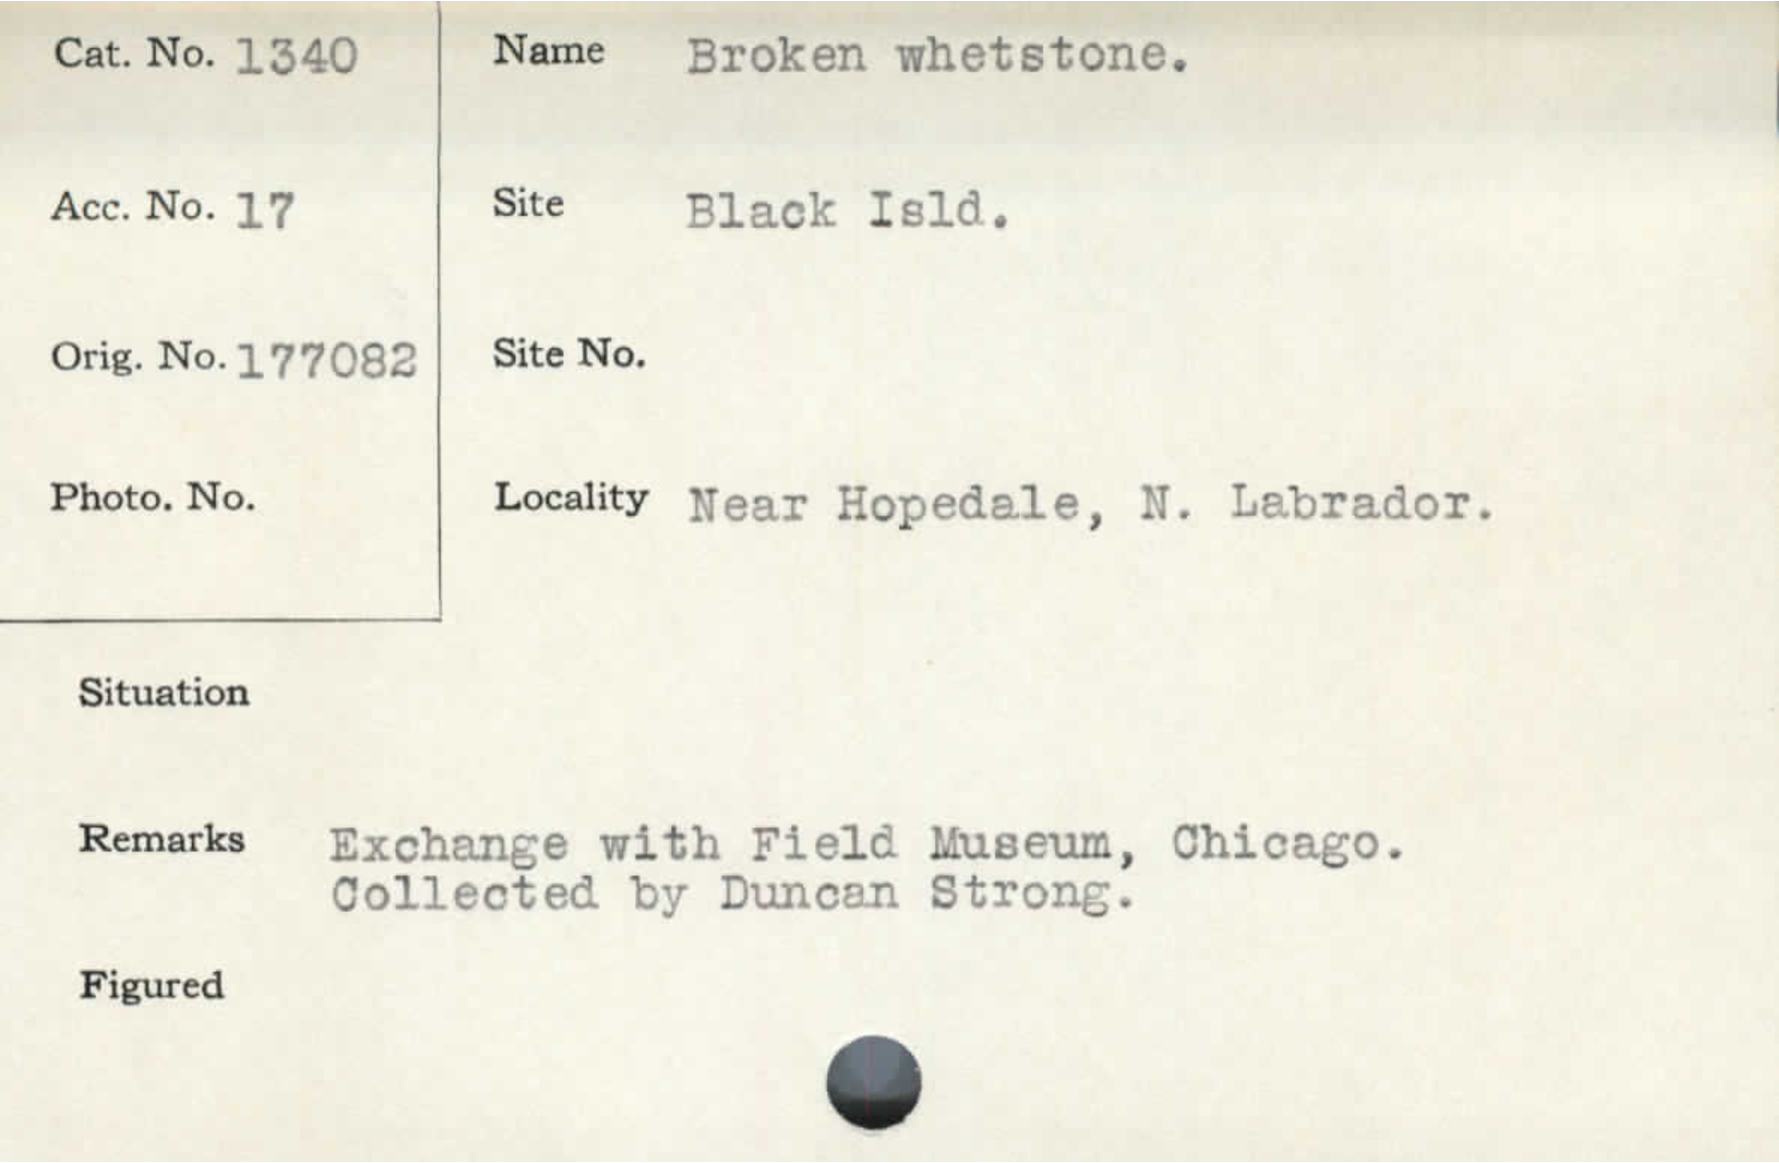 Cat. No. 1340
Name Broken whetstone.
Acc. No. 17
Site Black Isld.
Orig. No. 177082
Site No.
Photo. No.
Locality Near Hopedale, N. Labrador.
Situation
Remarks Exchange with Field Museum, Chicago.
Collected by Duncan Strong.
Figured